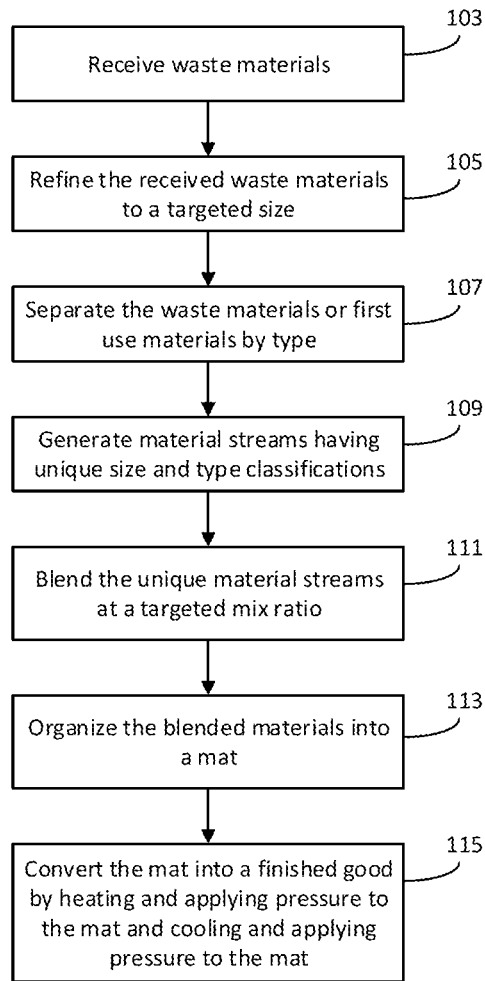 103
Receive waste materials
105
Refine the received waste materials
to a targeted size
107
Separate the waste materials or first
use materials by type
109
Generate material streams having
unique size and type classifications
111
Blend the unique material streams
at a targeted mix ratio
113
Organize the blended materials into
a mat
115
Convert the mat into a finished good
by heating and applying pressure to
the mat and cooling and applying
pressure to the mat